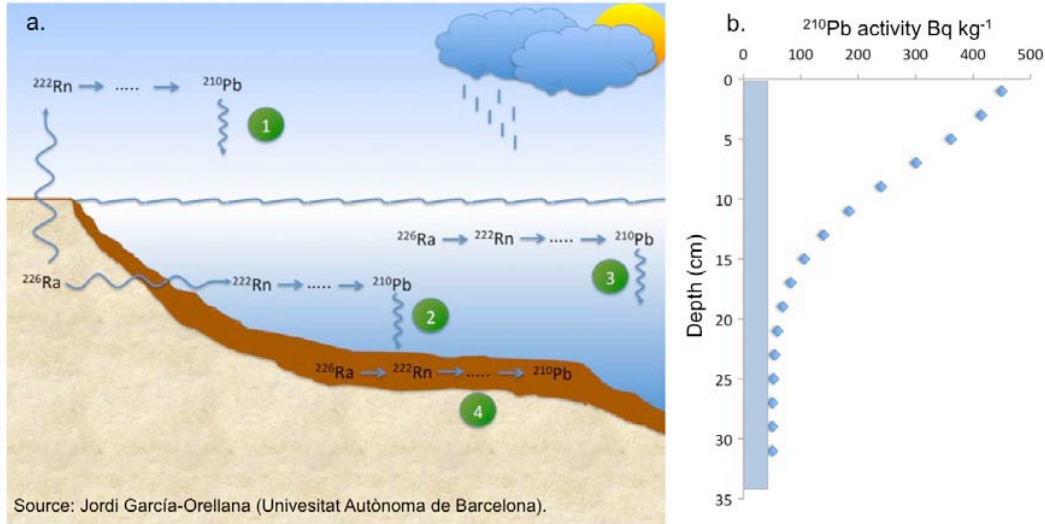 a.
²²²Rn → ..... → ²¹⁰Pb
1
²²⁶Ra → ²²²Rn → ..... → ²¹⁰Pb
3
²²⁶Ra
²²²Rn → ..... → ²¹⁰Pb
2
²²⁶Ra → ²²²Rn → ..... → ²¹⁰Pb
4
Source: Jordi García-Orellana (Univesitat Autònoma de Barcelona).
b.
²¹⁰Pb activity Bq kg⁻¹
0 100 200 300 400 500
Depth (cm)
0
5
10
15
20
25
30
35